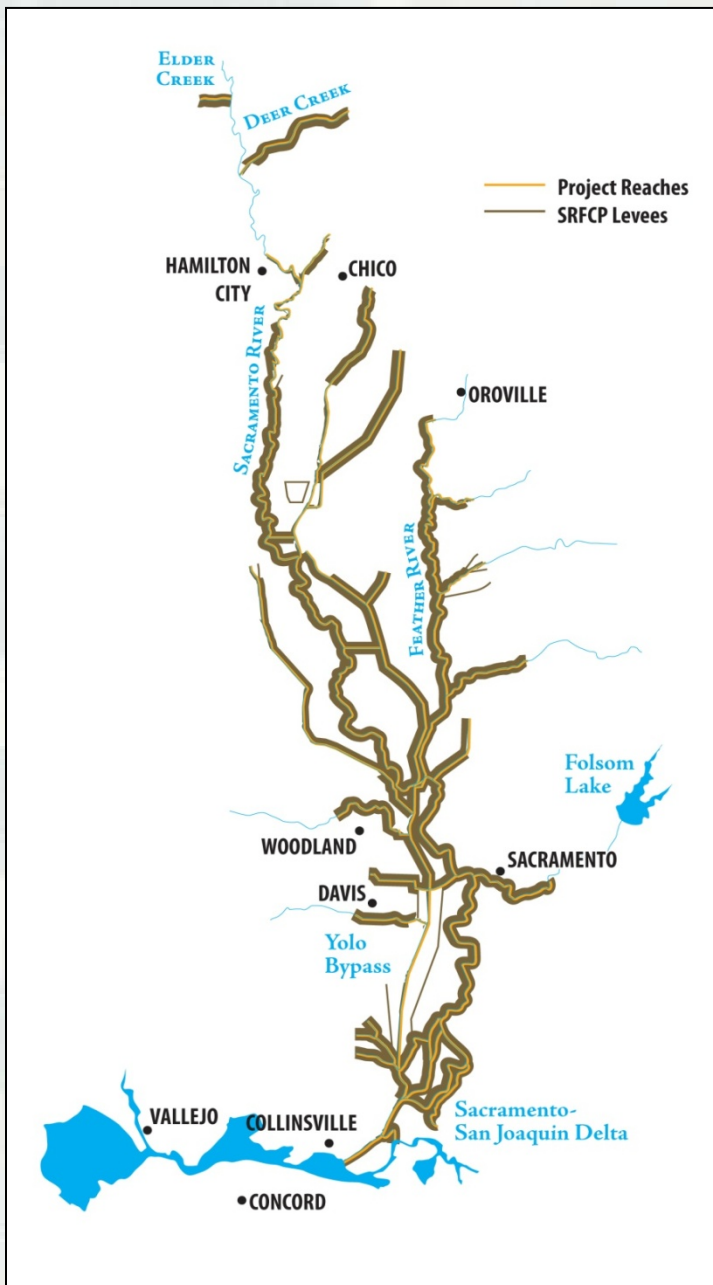 ELDER
CREEK
DEER CREEK
Project Reaches
SRFCP Levees
HAMILTON
CITY
CHICO
SACRAMENTO RIVER
OROVILLE
FEATHER RIVER
Folsom
Lake
WOODLAND
SACRAMENTO
DAVIS
Yolo
Bypass
VALLEJO
COLLINSVILLE
Sacramento-
San Joaquin Delta
CONCORD